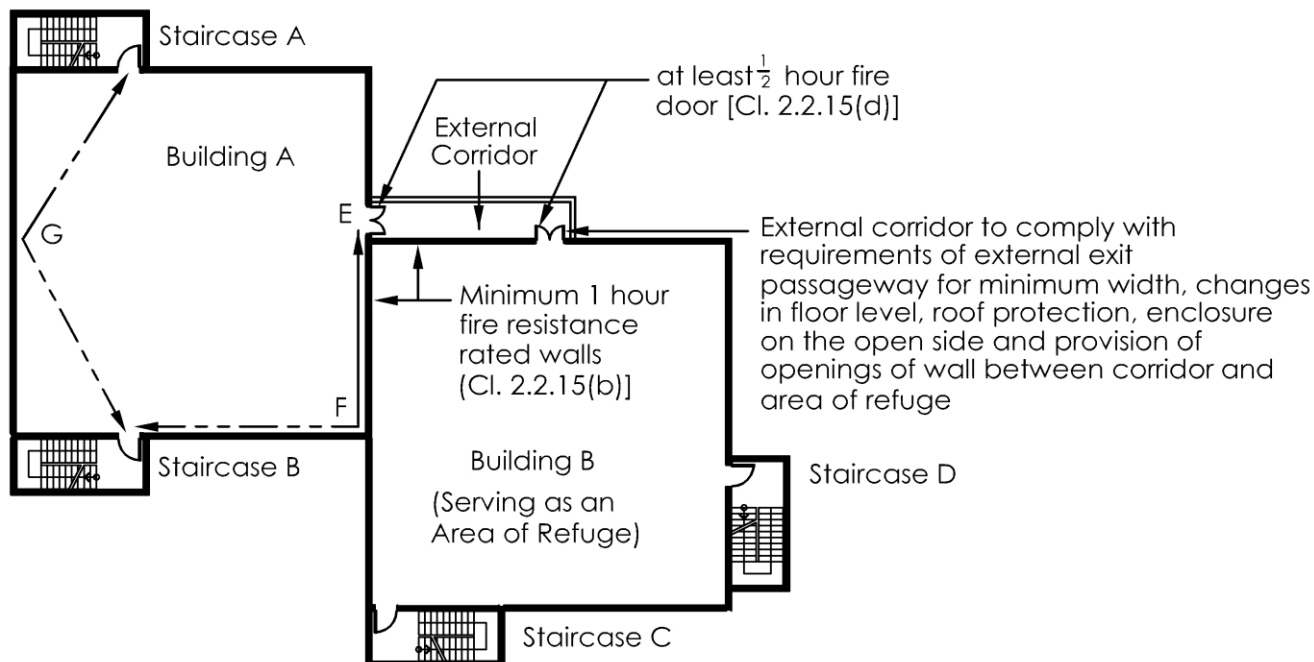 Staircase A
at least 1/2 hour fire
door [Cl. 2.2.15(d)]
External
Corridor
Building A
E
G
External corridor to comply with
requirements of external exit
passageway for minimum width, changes
in floor level, roof protection, enclosure
on the open side and provision of
openings of wall between corridor and
area of refuge
Minimum 1 hour
fire resistance
rated walls
(Cl. 2.2.15(b)]
F
Staircase B
Building B
(Serving as an
Area of Refuge)
Staircase D
Staircase C